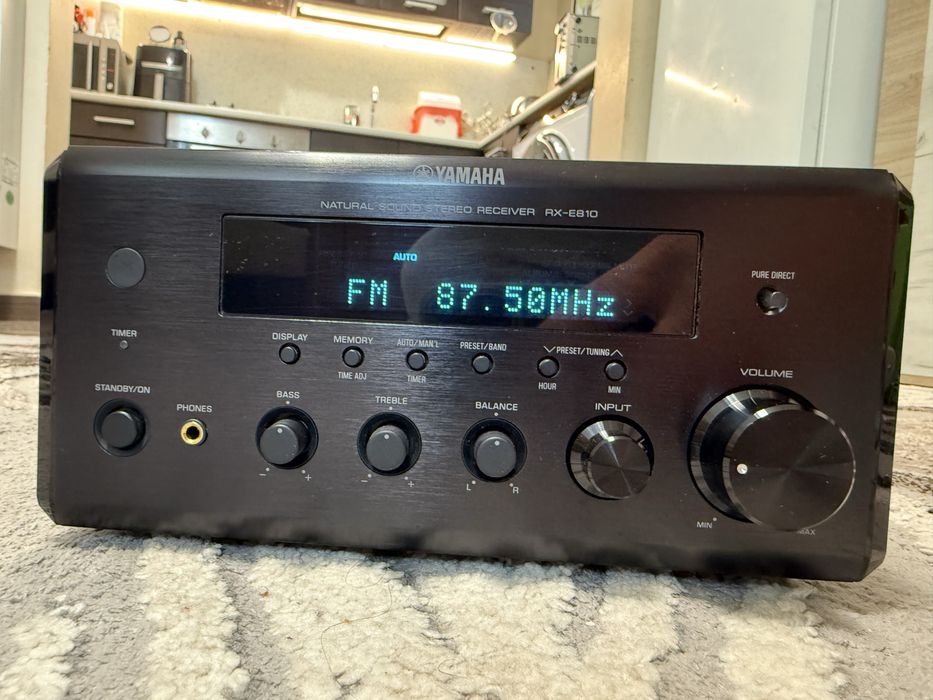 YAMAHA
NATURAL SOUND STEREO RECEIVER RX-E810
AUTO
FM 87.50MHz
PURE DIRECT
TIMER
DISPLAY
MEMORY
AUTO/MAN'L
PRESET/BAND
PRESET/TUNING
TIME ADJ
TIMER
HOUR
MIN
VOLUME
STANDBY/ON
PHONES
BASS
TREBLE
BALANCE
INPUT
- +
- +
L R
MIN
MAX